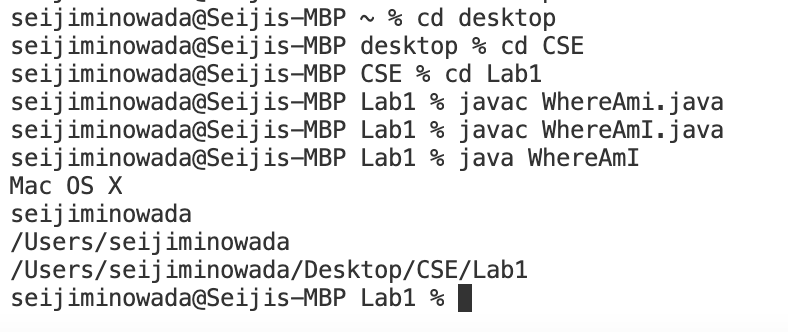 seijiminowada@Seijis-MBP ~ % cd desktop
seijiminowada@Seijis-MBP desktop % cd CSE
seijiminowada@Seijis-MBP CSE % cd Lab1
seijiminowada@Seijis-MBP Lab1 % javac WhereAmi.java
seijiminowada@Seijis-MBP Lab1 % javac WhereAmI.java
seijiminowada@Seijis-MBP Lab1 % java WhereAmI
Mac OS X
seijiminowada
/Users/seijiminowada
/Users/seijiminowada/Desktop/CSE/Lab1
seijiminowada@Seijis-MBP Lab1 %